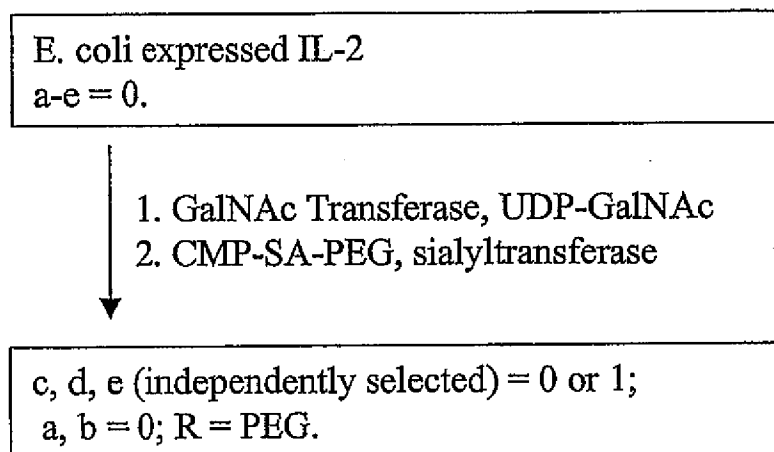 E. coli expressed IL-2
a-e = 0.
1. GalNAc Transferase, UDP-GalNAc
2. CMP-SA-PEG, sialyltransferase
c, d, e (independently selected) = 0 or 1;
a, b = 0; R = PEG.